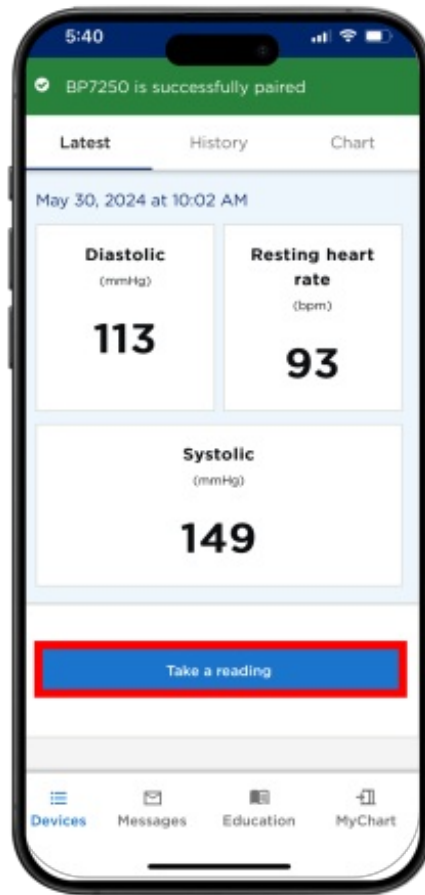 5:40
BP7250 is successfully paired
Latest History Chart
May 30, 2024 at 10:02 AM
Diastolic
(mmHg)
113
Resting heart
rate
(bpm)
93
Systolic
(mmHg)
149
Take a reading
Devices Messages Education MyChart